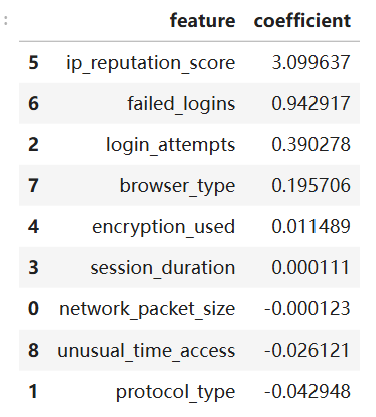 :
feature coefficient
5 ip_reputation_score 3.099637
6 failed_logins 0.942917
2 login_attempts 0.390278
7 browser_type 0.195706
4 encryption_used 0.011489
3 session_duration 0.000111
0 network_packet_size -0.000123
8 unusual_time_access -0.026121
1 protocol_type -0.042948